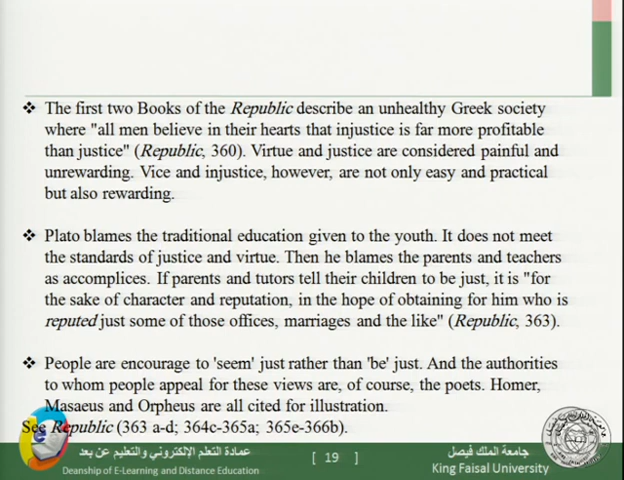 ❖ The first two Books of the Republic describe an unhealthy Greek society
where "all men believe in their hearts that injustice is far more profitable
than justice" (Republic, 360). Virtue and justice are considered painful and
unrewarding. Vice and injustice, however, are not only easy and practical
but also rewarding.
❖ Plato blames the traditional education given to the youth. It does not meet
the standards of justice and virtue. Then he blames the parents and teachers
as accomplices. If parents and tutors tell their children to be just, it is "for
the sake of character and reputation, in the hope of obtaining for him who is
reputed just some of those offices, marriages and the like" (Republic, 363).
❖ People are encourage to 'seem' just rather than 'be' just. And the authorities
to whom people appeal for these views are, of course, the poets. Homer,
Masaeus and Orpheus are all cited for illustration.
See Republic (363 a-d; 364c-365a; 365e-366b).
عمادة التعلم الإلكتروني والتعليم عن بعد
Deanship of E-Learning and Distance Education
[ 19 ]
جامعة الملك فيصل
King Faisal University